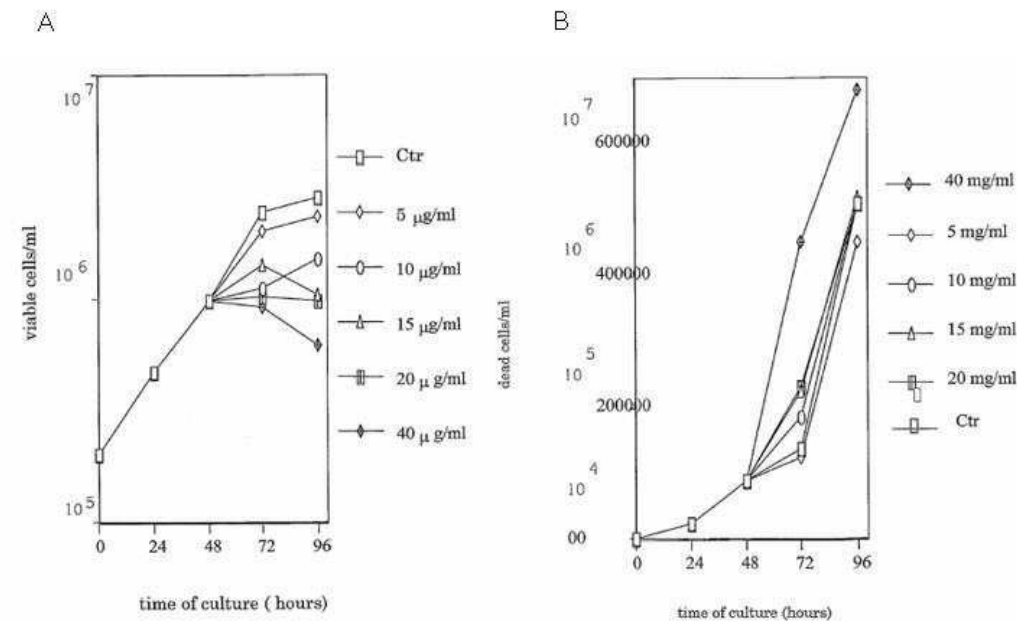 A
B
10 7
10 6
10 5
viable cells/ml
0 24 48 72 96
time of culture ( hours)
Ctr
5 μg/ml
10 μg/ml
15 μg/ml
20 μ g/ml
40 μ g/ml
10 7
600000
10 6
400000
10 5
200000
10 4
00
dead cells/ml
0 24 48 72 96
time of culture (hours)
40 mg/ml
5 mg/ml
10 mg/ml
15 mg/ml
20 mg/ml
Ctr